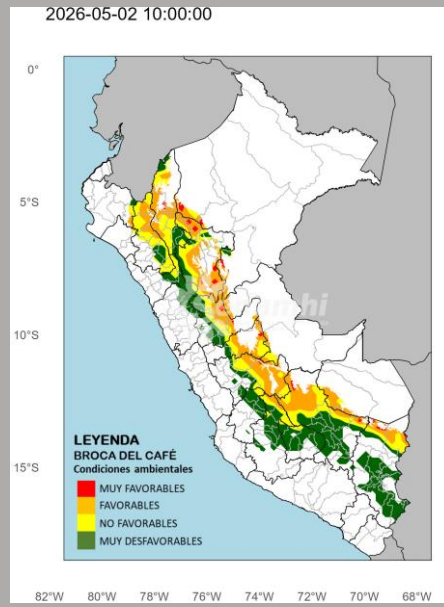 2026-05-02 10:00:00
0°
5°S
10°S
15°S
senamhi
LEYENDA
BROCA DEL CAFÉ
Condiciones ambientales
MUY FAVORABLES
FAVORABLES
NO FAVORABLES
MUY DESFAVORABLES
82°W 80°W 78°W 76°W 74°W 72°W 70°W 68°W